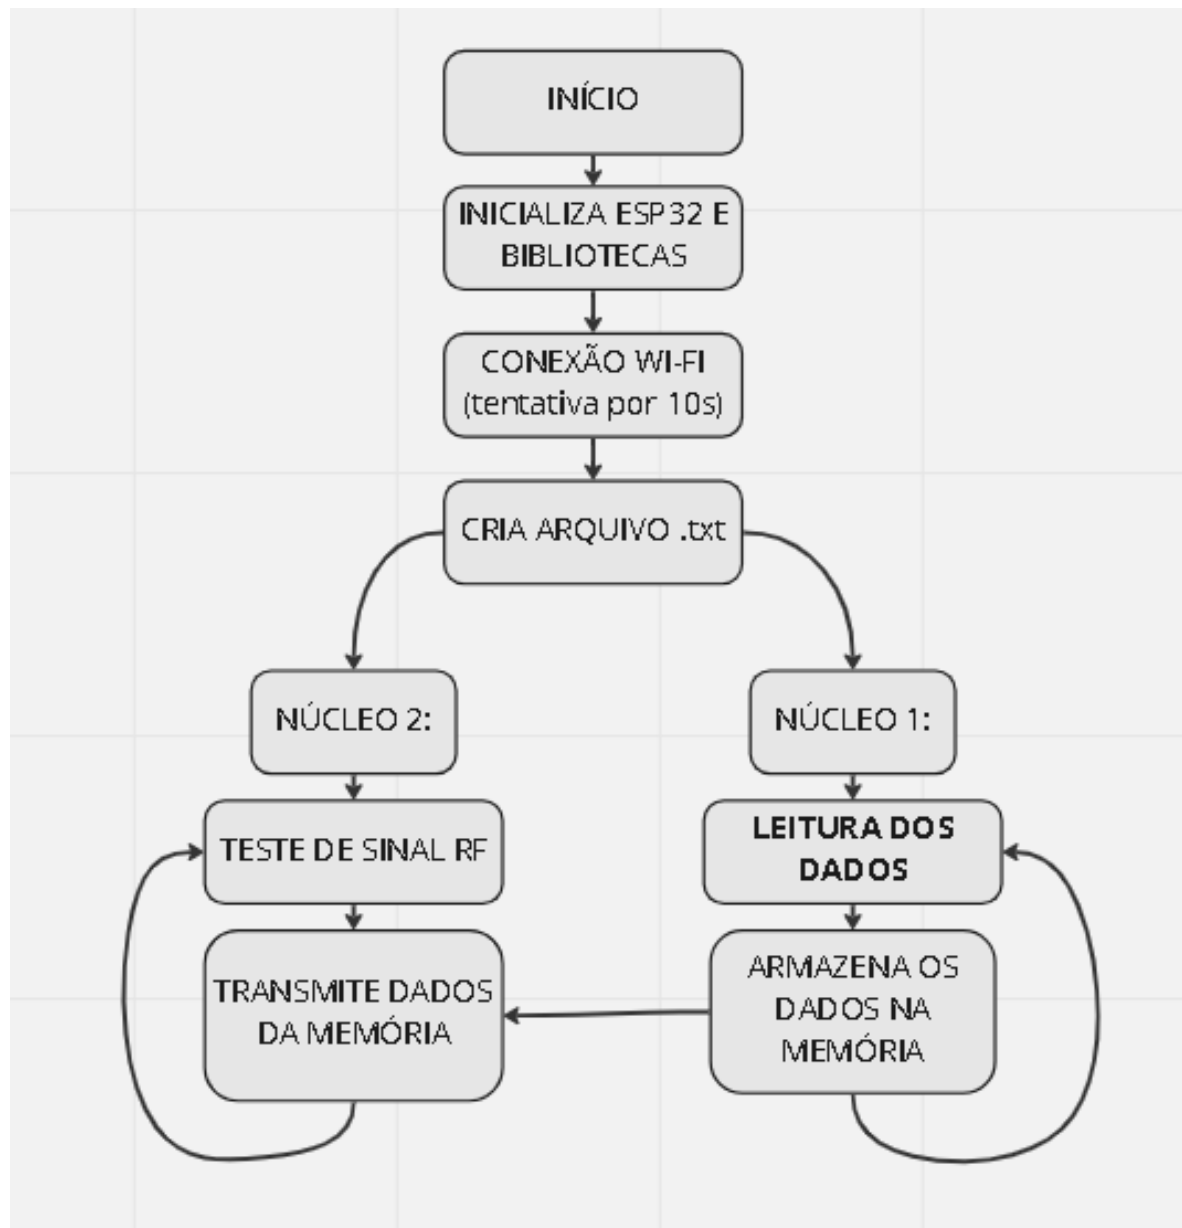 INÍCIO
INICIALIZA ESP32 E
BIBLIOTECAS
CONEXÃO WI-FI
(tentativa por 10s)
CRIA ARQUIVO .txt
NÚCLEO 2:
TESTE DE SINAL RF
TRANSMITE DADOS
DA MEMÓRIA
NÚCLEO 1:
LEITURA DOS
DADOS
ARMAZENA OS
DADOS NA
MEMÓRIA